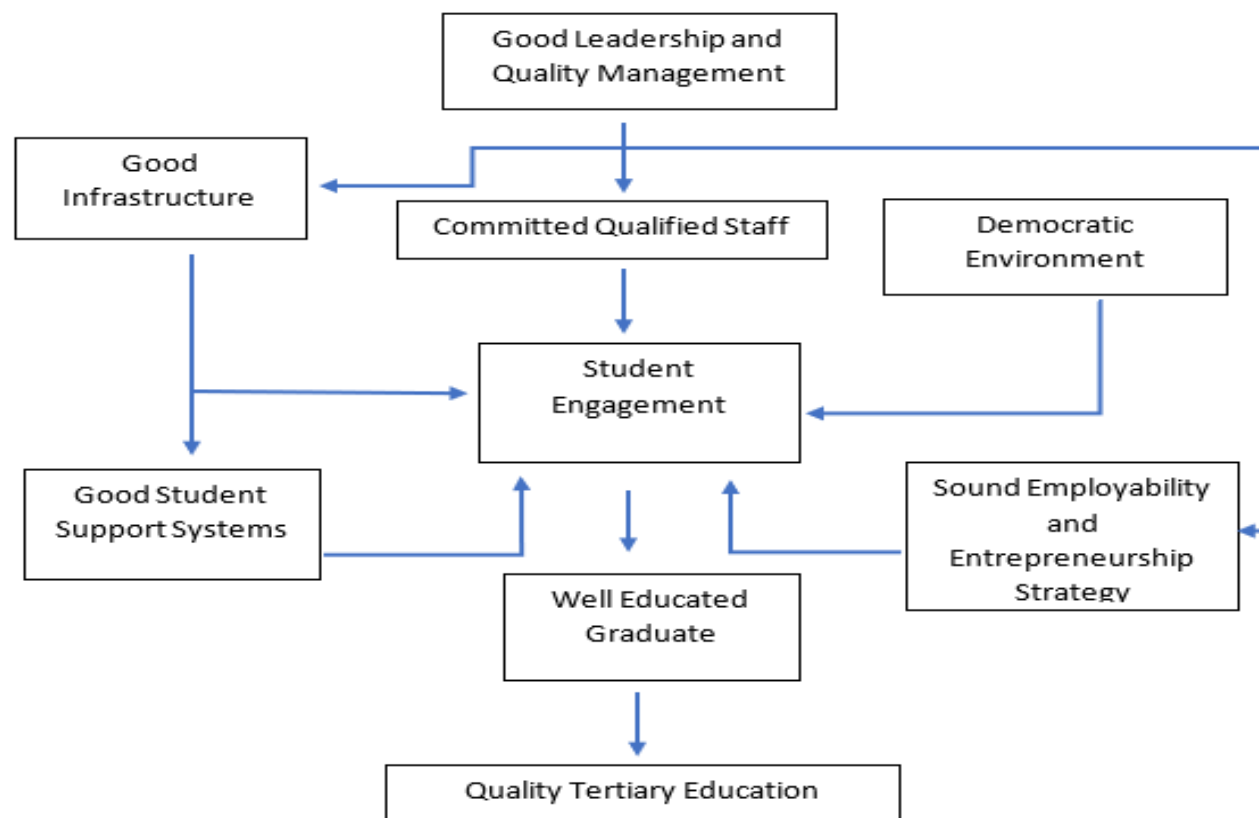 Good Leadership and
Quality Management
Good
Infrastructure
Committed Qualified Staff
Democratic
Environment
Student
Engagement
Good Student
Support Systems
Sound Employability
and
Entrepreneurship
Strategy
Well Educated
Graduate
Quality Tertiary Education